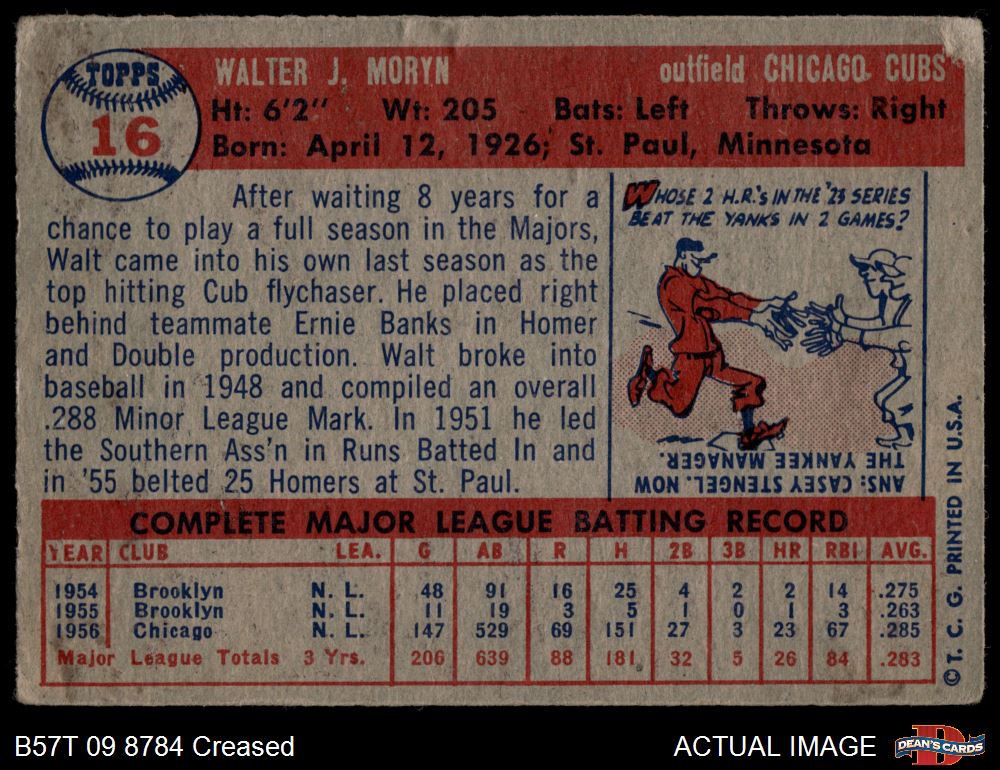 TOPPS
16
WALTER J. MORYN outfield CHICAGO CUBS
Ht: 6'2" Wt: 205 Bats: Left Throws: Right
Born: April 12, 1926; St. Paul, Minnesota
After waiting 8 years for a
chance to play a full season in the Majors,
Walt came into his own last season as the
top hitting Cub flychaser. He placed right
behind teammate Ernie Banks in Homer
and Double production. Walt broke into
baseball in 1948 and compiled an overall
.288 Minor League Mark. In 1951 he led
the Southern Ass'n in Runs Batted In and
in '55 belted 25 Homers at St. Paul.
WHOSE 2 H.R.'s IN THE '23 SERIES
BEAT THE YANKS IN 2 GAMES?
ANS: CASEY STENGEL. NOW
THE YANKEE MANAGER.
COMPLETE MAJOR LEAGUE BATTING RECORD
YEAR CLUB LEA. G AB R H 2B 3B HR RBI AVG.
1954 Brooklyn N. L. 48 91 16 25 4 2 2 14 .275
1955 Brooklyn N. L. 11 19 3 5 1 0 1 3 .263
1956 Chicago N. L. 147 529 69 151 27 3 23 67 .285
Major League Totals 3 Yrs. 206 639 88 181 32 5 26 84 .283
© T. C. G. PRINTED IN U.S.A.
B57T 09 8784 Creased ACTUAL IMAGE
DEAN'S CARDS